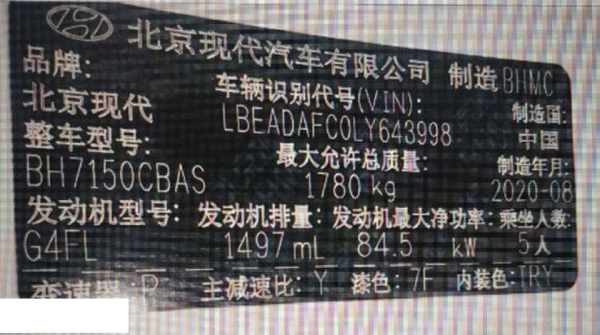 北京现代汽车有限公司 制造 BHMC
品牌: 车辆识别代号(VIN): 制造国:
北京现代 LBEADAFC0LY643998 中国
整车型号: 最大允许总质量: 制造年月:
BH7150CBAS 1780 kg 2020-08
发动机型号: 发动机排量: 发动机最大净功率: 乘坐人数:
G4FL 1497 mL 84.5 kW 5人
变速器: P 主减速比: Y 漆色: 7F 内装色: TRY